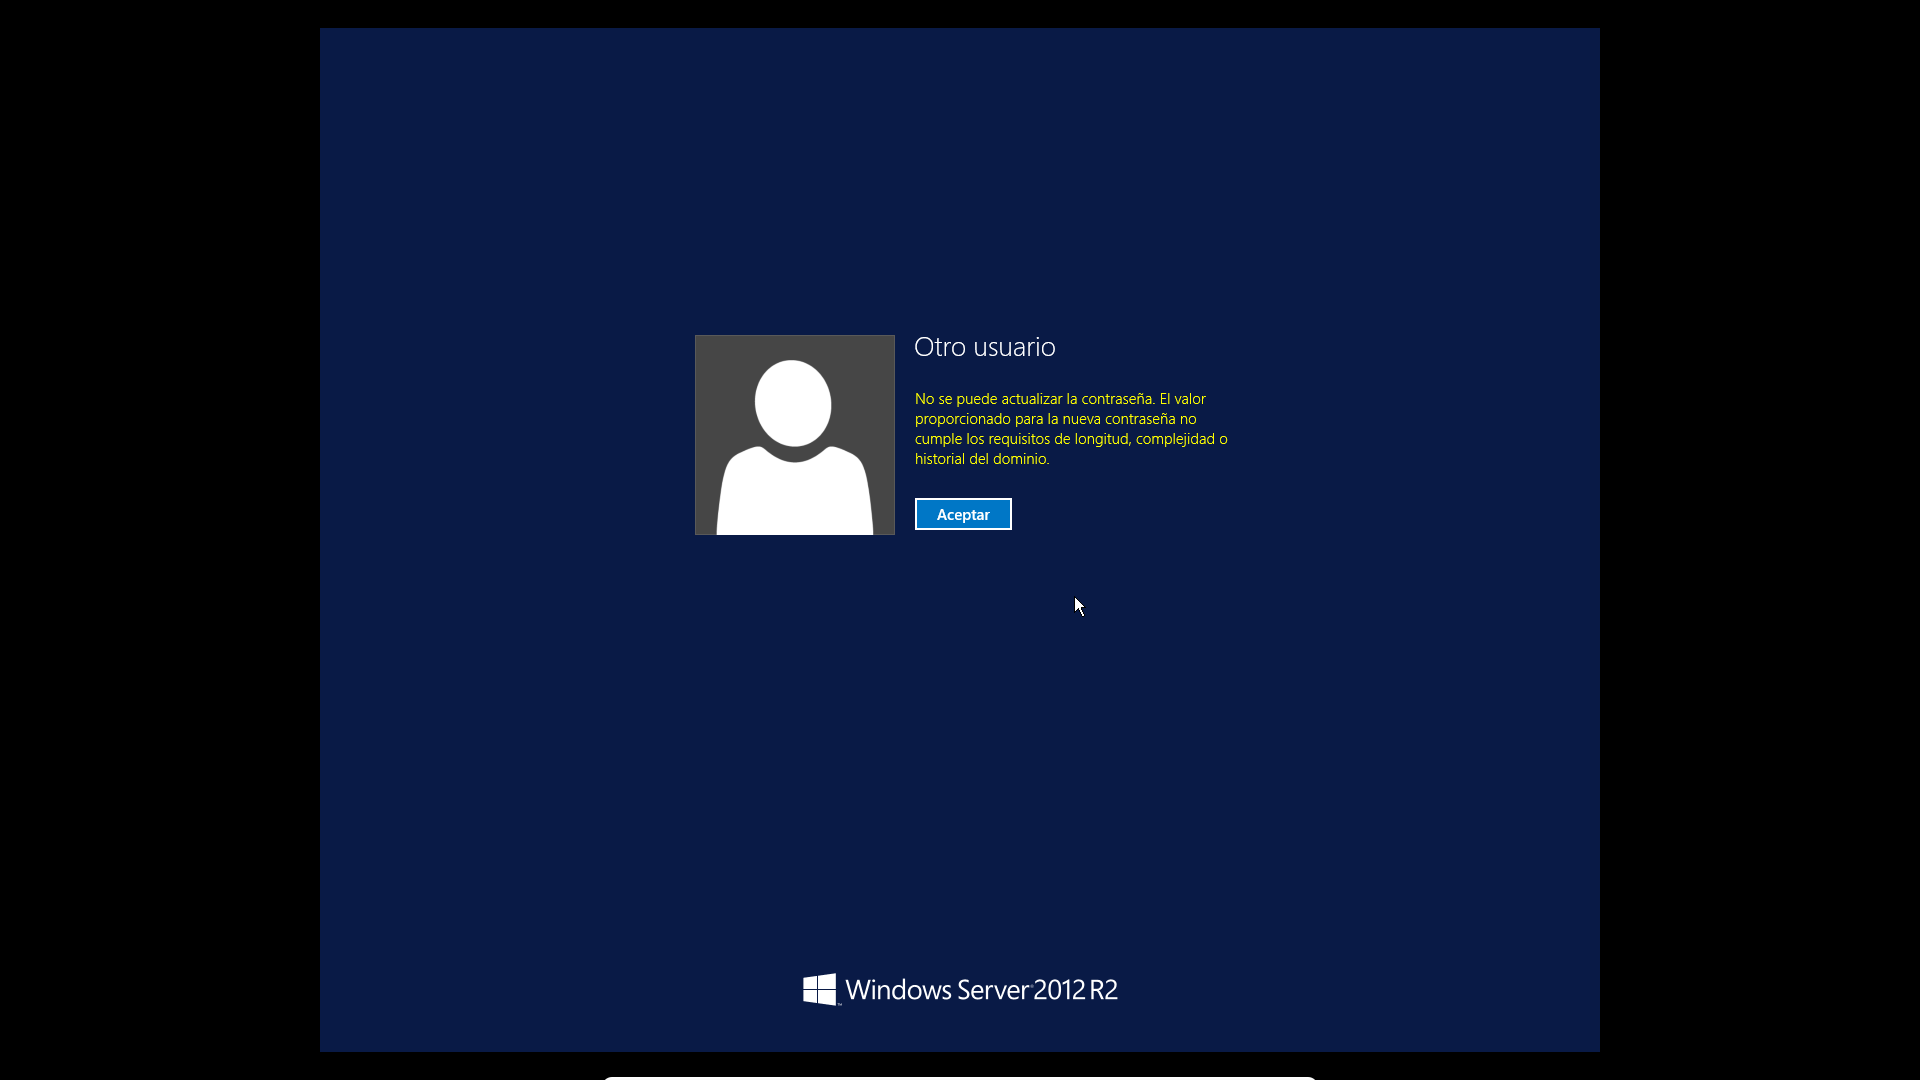 Otro usuario
No se puede actualizar la contraseña. El valor
proporcionado para la nueva contraseña no
cumple los requisitos de longitud, complejidad o
historial del dominio.
Aceptar
Windows Server 2012 R2